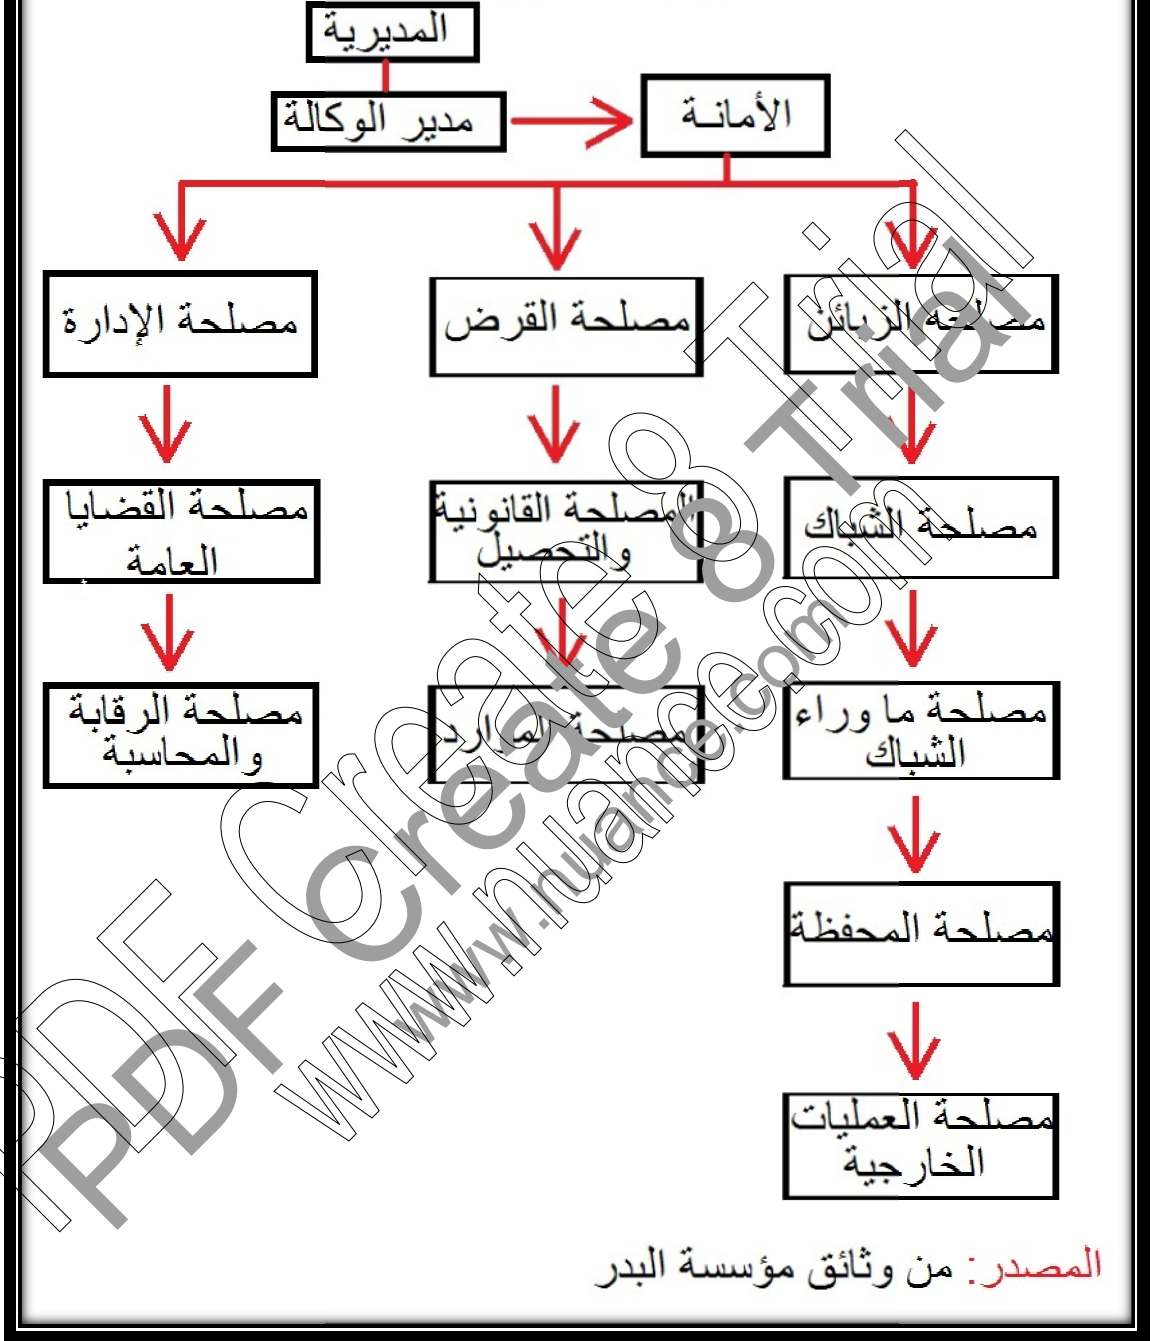 المديرية
مدير الوكالة
الأمانة
مصلحة الزبائن
مصلحة القرض
مصلحة الإدارة
مصلحة الشباك
المصلحة القانونية
والتحصيل
مصلحة القضايا
العامة
مصلحة ما وراء
الشباك
مصلحة الموارد
مصلحة الرقابة
والمحاسبة
مصلحة المحفظة
مصلحة العمليات
الخارجية
المصدر: من وثائق مؤسسة البدر
PDF Create 8 Trial
www.nuance.com